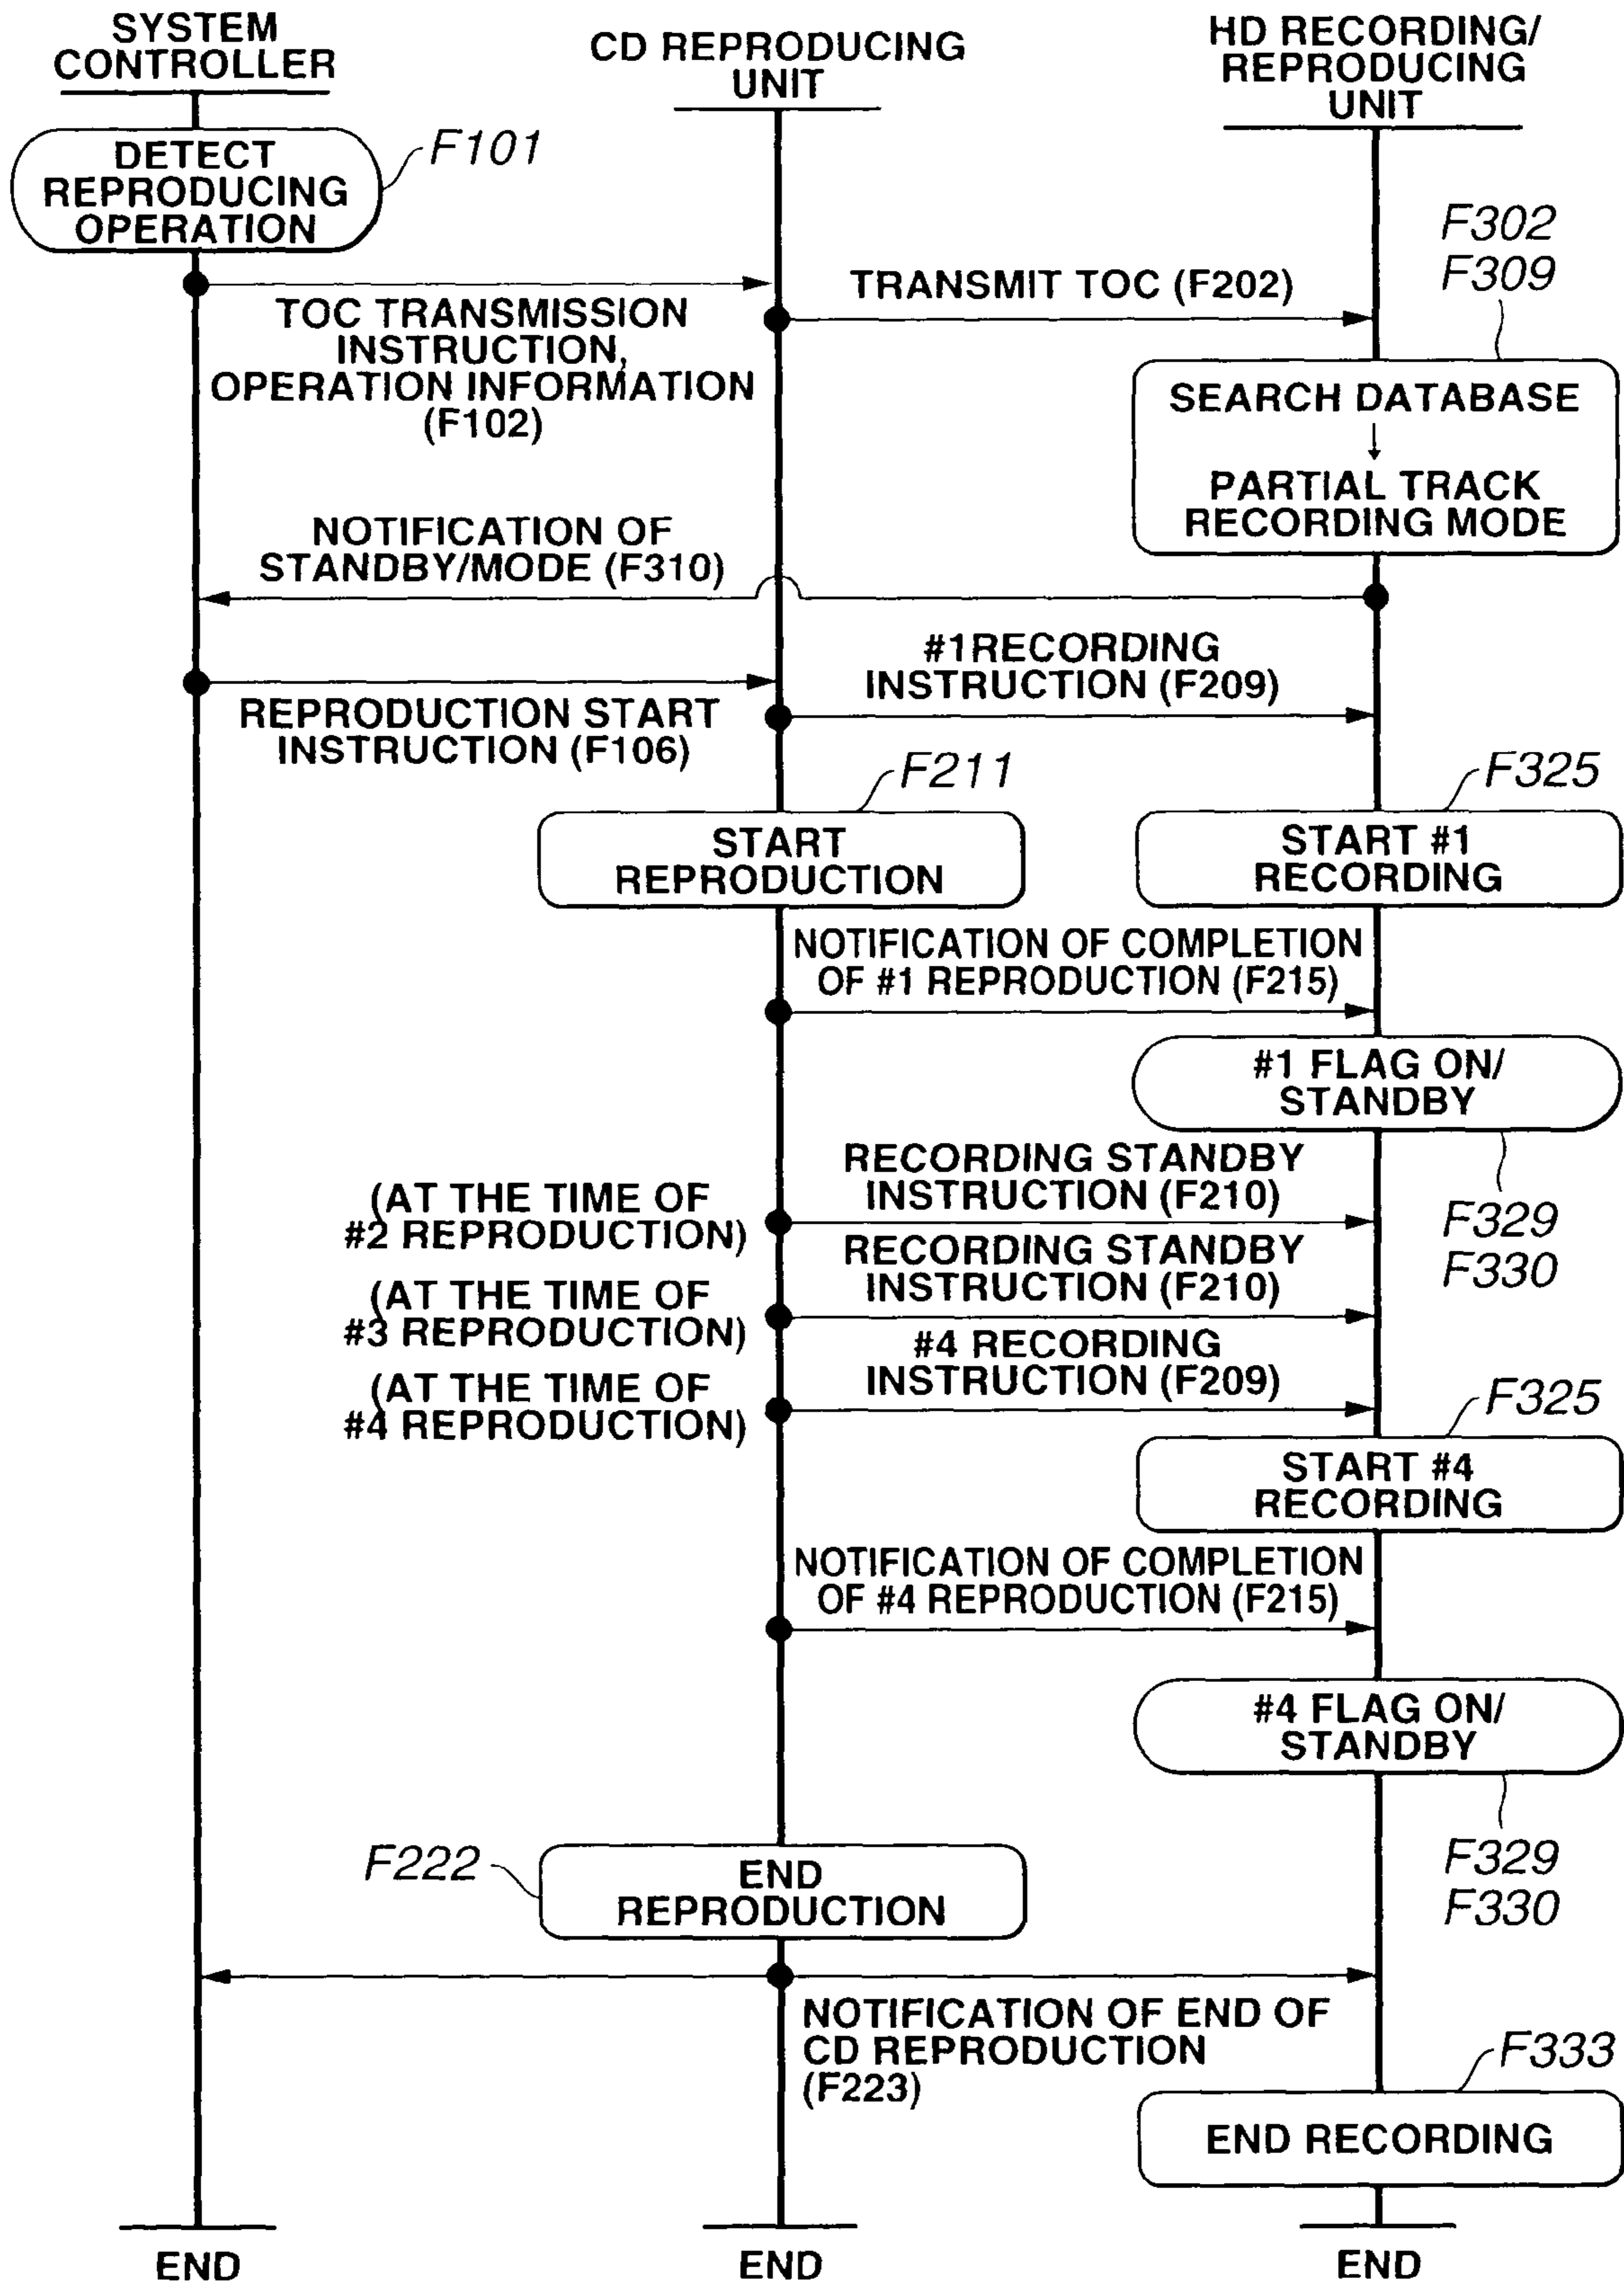 SYSTEM
CONTROLLER
CD REPRODUCING
UNIT
HD RECORDING/
REPRODUCING
UNIT
DETECT
REPRODUCING
OPERATION
F101
TOC TRANSMISSION
INSTRUCTION,
OPERATION INFORMATION
(F102)
TRANSMIT TOC (F202)
F302
F309
SEARCH DATABASE
PARTIAL TRACK
RECORDING MODE
NOTIFICATION OF
STANDBY/MODE (F310)
REPRODUCTION START
INSTRUCTION (F106)
#1RECORDING
INSTRUCTION (F209)
F211
START
REPRODUCTION
F325
START #1
RECORDING
NOTIFICATION OF COMPLETION
OF #1 REPRODUCTION (F215)
#1 FLAG ON/
STANDBY
F329
F330
(AT THE TIME OF
#2 REPRODUCTION)
RECORDING STANDBY
INSTRUCTION (F210)
(AT THE TIME OF
#3 REPRODUCTION)
RECORDING STANDBY
INSTRUCTION (F210)
(AT THE TIME OF
#4 REPRODUCTION)
#4 RECORDING
INSTRUCTION (F209)
F325
START #4
RECORDING
NOTIFICATION OF COMPLETION
OF #4 REPRODUCTION (F215)
#4 FLAG ON/
STANDBY
F329
F330
F222
END
REPRODUCTION
NOTIFICATION OF END OF
CD REPRODUCTION
(F223)
F333
END RECORDING
END
END
END